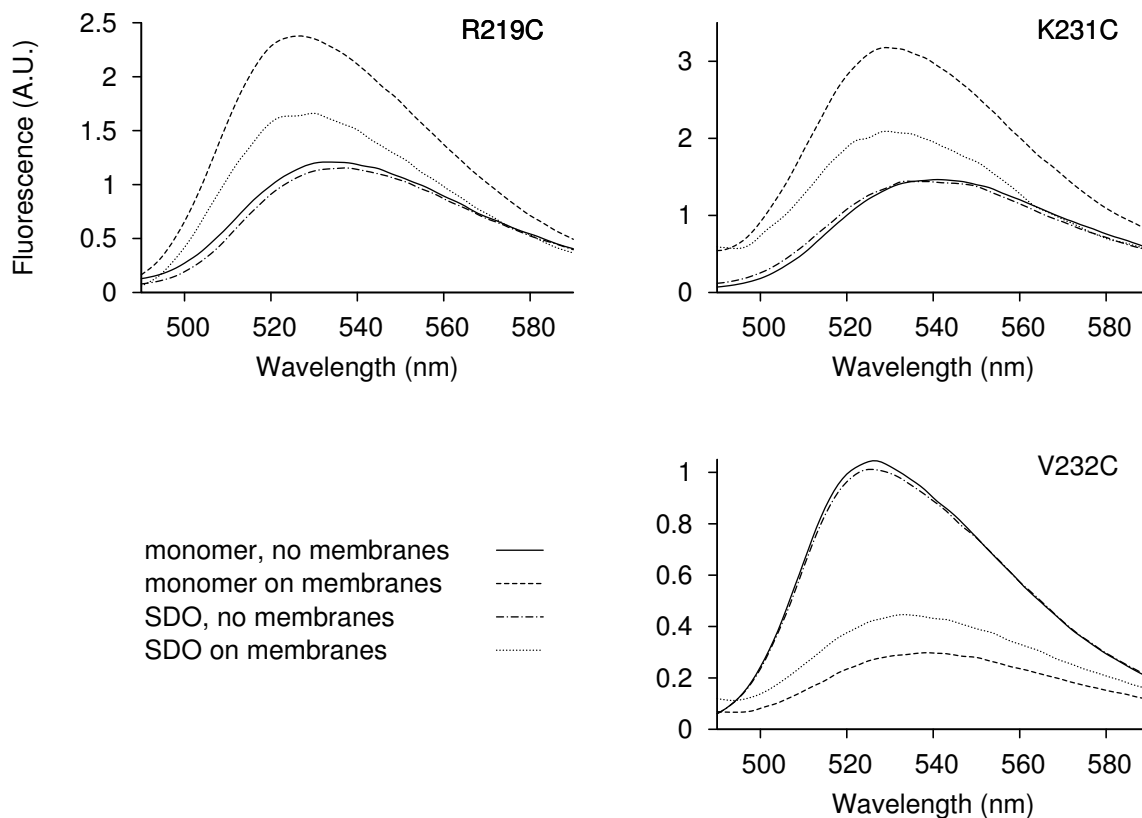 R219C
Fluorescence (A.U.)
2.5
2
1.5
1
0.5
0
500 520 540 560 580
Wavelength (nm)
K231C
3
2
1
0
500 520 540 560 580
Wavelength (nm)
monomer, no membranes
monomer on membranes
SDO, no membranes
SDO on membranes
V232C
1
0.8
0.6
0.4
0.2
0
500 520 540 560 580
Wavelength (nm)